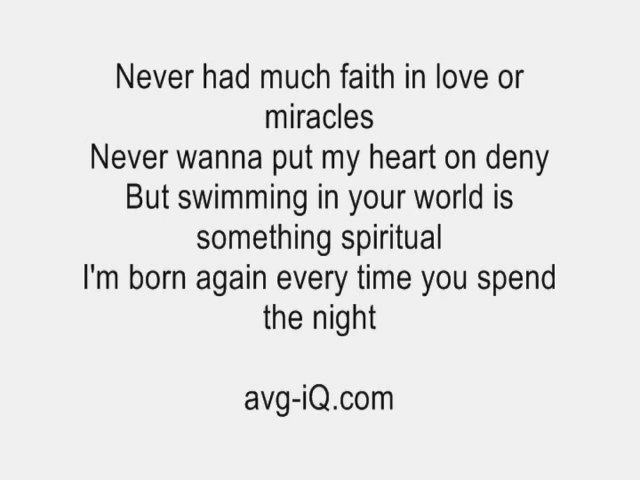 Never had much faith in love or
miracles
Never wanna put my heart on deny
But swimming in your world is
something spiritual
I'm born again every time you spend
the night
avg-iQ.com